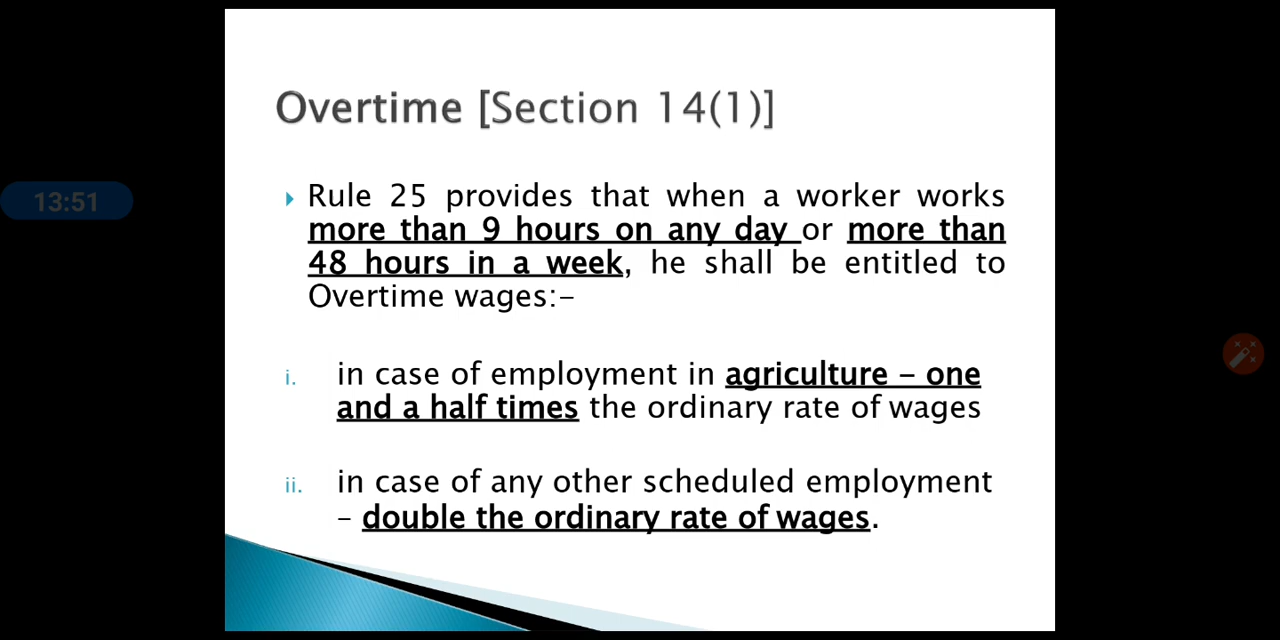 Overtime [Section 14(1)]
13:51
Rule 25 provides that when a worker works
more than 9 hours on any day or more than
48 hours in a week, he shall be entitled to
Overtime wages:-
i. in case of employment in agriculture – one
and a half times the ordinary rate of wages
ii. in case of any other scheduled employment
– double the ordinary rate of wages.